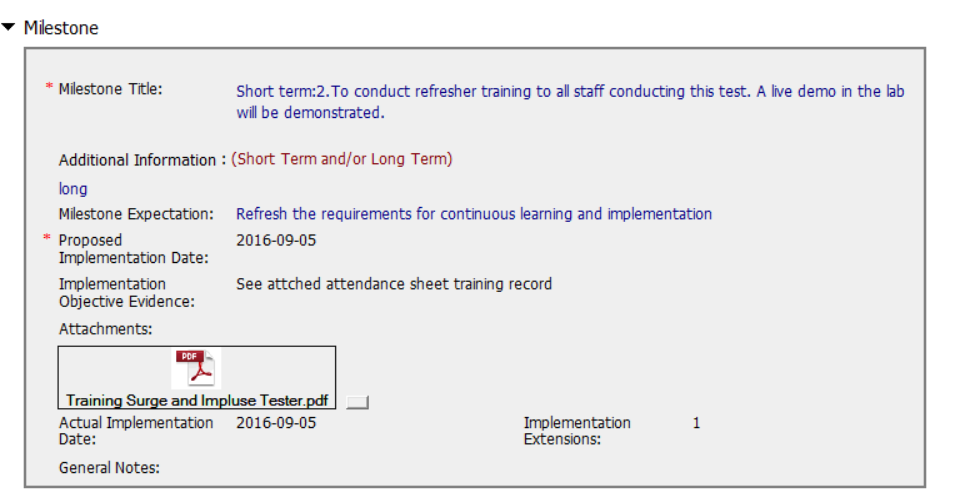 Milestone
* Milestone Title: Short term:2.To conduct refresher training to all staff conducting this test. A live demo in the lab
will be demonstrated.
Additional Information : (Short Term and/or Long Term)
long
Milestone Expectation: Refresh the requirements for continuous learning and implementation
* Proposed 2016-09-05
Implementation Date:
Implementation See attched attendance sheet training record
Objective Evidence:
Attachments:
PDF
Training Surge and Impluse Tester.pdf
Actual Implementation 2016-09-05 Implementation 1
Date: Extensions:
General Notes: